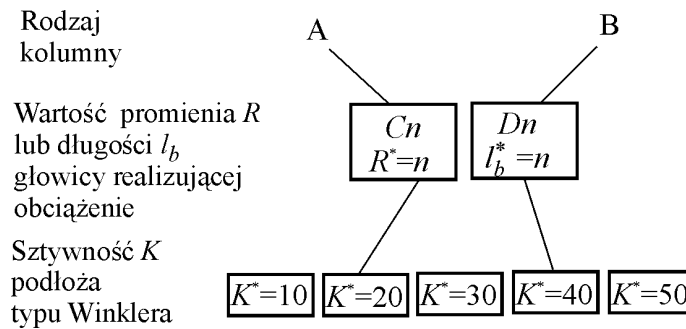 Rodzaj
kolumny
A
B
Wartość promienia R
lub długości l_b
głowicy realizującej
obciążenie
Cn
R*=n
Dn
l_b* =n
Sztywność K
podłoża
typu Winklera
K*=10
K*=20
K*=30
K*=40
K*=50